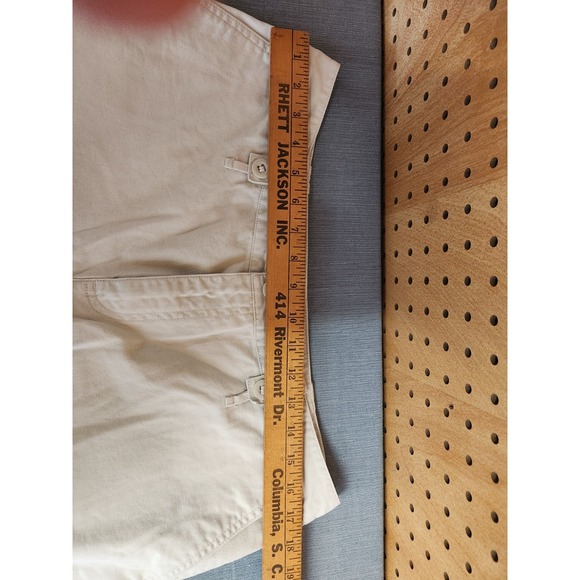 RHETT JACKSON INC. 414 Rivermont Dr. Columbia, S. C.
1 2 3 4 5 6 7 8 9 10 11 12 13 14 15 16 17 18 19